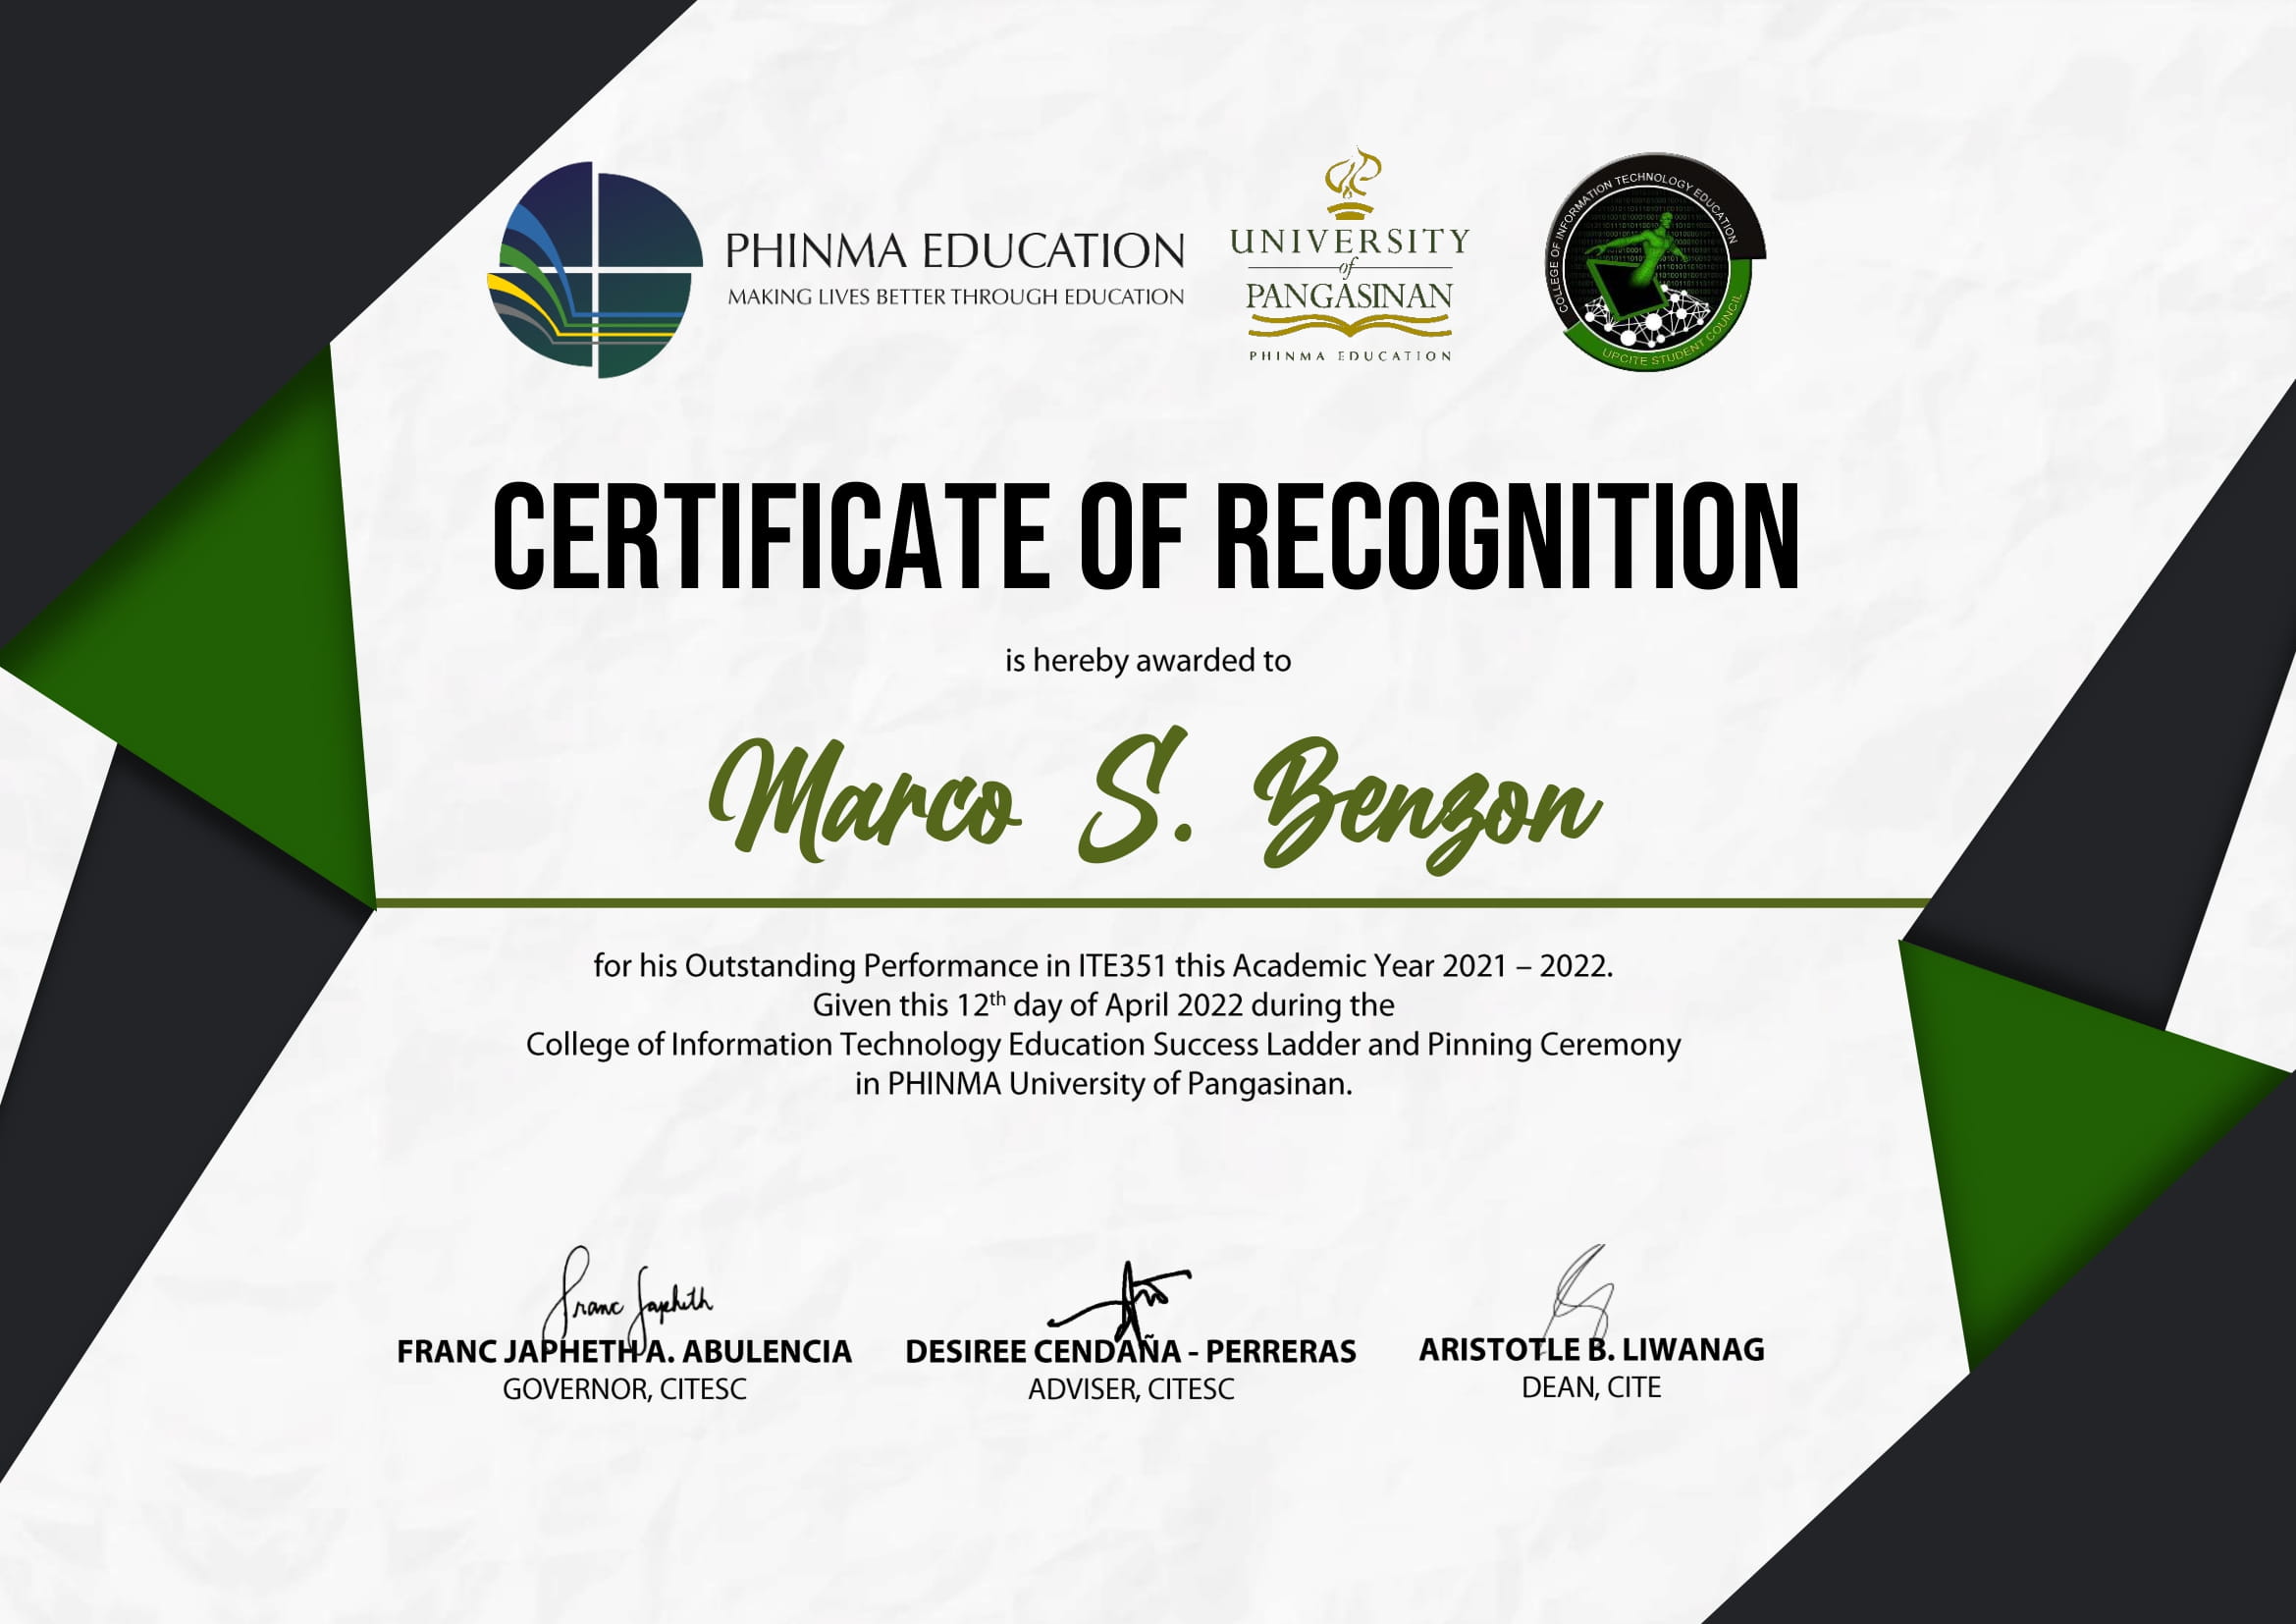 PHINMA EDUCATION
MAKING LIVES BETTER THROUGH EDUCATION
UNIVERSITY
of
PANGASINAN
PHINMA EDUCATION
COLLEGE OF INFORMATION TECHNOLOGY EDUCATION
UPCITE STUDENT COUNCIL
CERTIFICATE OF RECOGNITION
is hereby awarded to
Marco S. Benzon
for his Outstanding Performance in ITE351 this Academic Year 2021 – 2022.
Given this 12th day of April 2022 during the
College of Information Technology Education Success Ladder and Pinning Ceremony
in PHINMA University of Pangasinan.
Franc Japheth
FRANC JAPHETH A. ABULENCIA
GOVERNOR, CITESC
DESIREE CENDAÑA - PERRERAS
ADVISER, CITESC
ARISTOTLE B. LIWANAG
DEAN, CITE